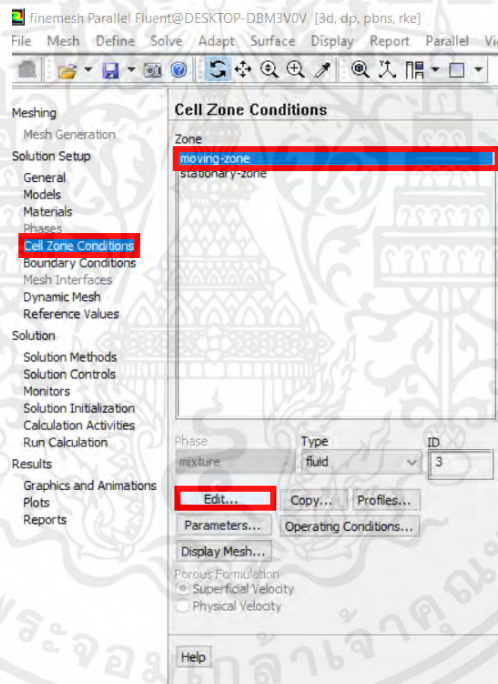 finemesh Parallel Fluent@DESKTOP-DBM3V0V [3d, dp, pbns, rke]
File Mesh Define Solve Adapt Surface Display Report Parallel
Meshing
Mesh Generation
Solution Setup
General
Models
Materials
Phases
Cell Zone Conditions
Boundary Conditions
Mesh Interfaces
Dynamic Mesh
Reference Values
Solution
Solution Methods
Solution Controls
Monitors
Solution Initialization
Calculation Activities
Run Calculation
Results
Graphics and Animations
Plots
Reports
Cell Zone Conditions
Zone
moving-zone
stationary-zone
Phase Type ID
mixture fluid 3
Edit... Copy... Profiles...
Parameters... Operating Conditions...
Display Mesh...
Porous Formulation
Superficial Velocity
Physical Velocity
Help